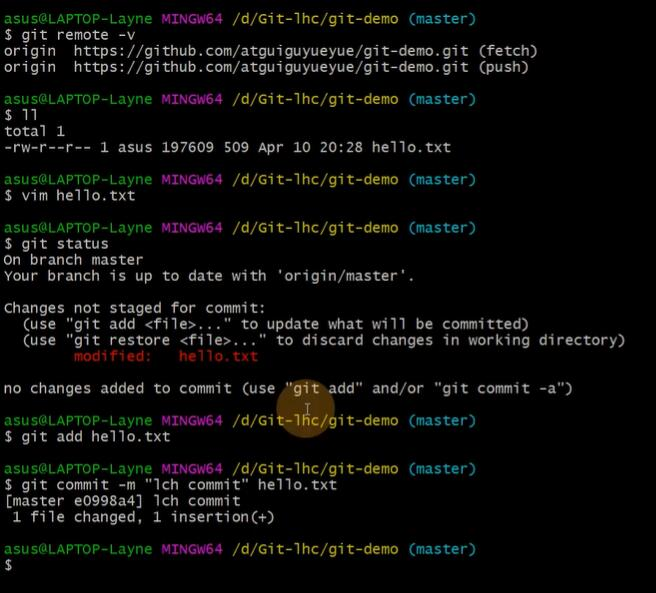 asus@LAPTOP-Layne MINGW64 /d/Git-lhc/git-demo (master)
$ git remote -v
origin  https://github.com/atguiguyueyue/git-demo.git (fetch)
origin  https://github.com/atguiguyueyue/git-demo.git (push)
asus@LAPTOP-Layne MINGW64 /d/Git-lhc/git-demo (master)
$ ll
total 1
-rw-r--r-- 1 asus 197609 509 Apr 10 20:28 hello.txt
asus@LAPTOP-Layne MINGW64 /d/Git-lhc/git-demo (master)
$ vim hello.txt
asus@LAPTOP-Layne MINGW64 /d/Git-lhc/git-demo (master)
$ git status
On branch master
Your branch is up to date with 'origin/master'.
Changes not staged for commit:
  (use "git add <file>..." to update what will be committed)
  (use "git restore <file>..." to discard changes in working directory)
        modified:   hello.txt
no changes added to commit (use "git add" and/or "git commit -a")
asus@LAPTOP-Layne MINGW64 /d/Git-lhc/git-demo (master)
$ git add hello.txt
asus@LAPTOP-Layne MINGW64 /d/Git-lhc/git-demo (master)
$ git commit -m "lch commit" hello.txt
[master e0998a4] lch commit
 1 file changed, 1 insertion(+)
asus@LAPTOP-Layne MINGW64 /d/Git-lhc/git-demo (master)
$